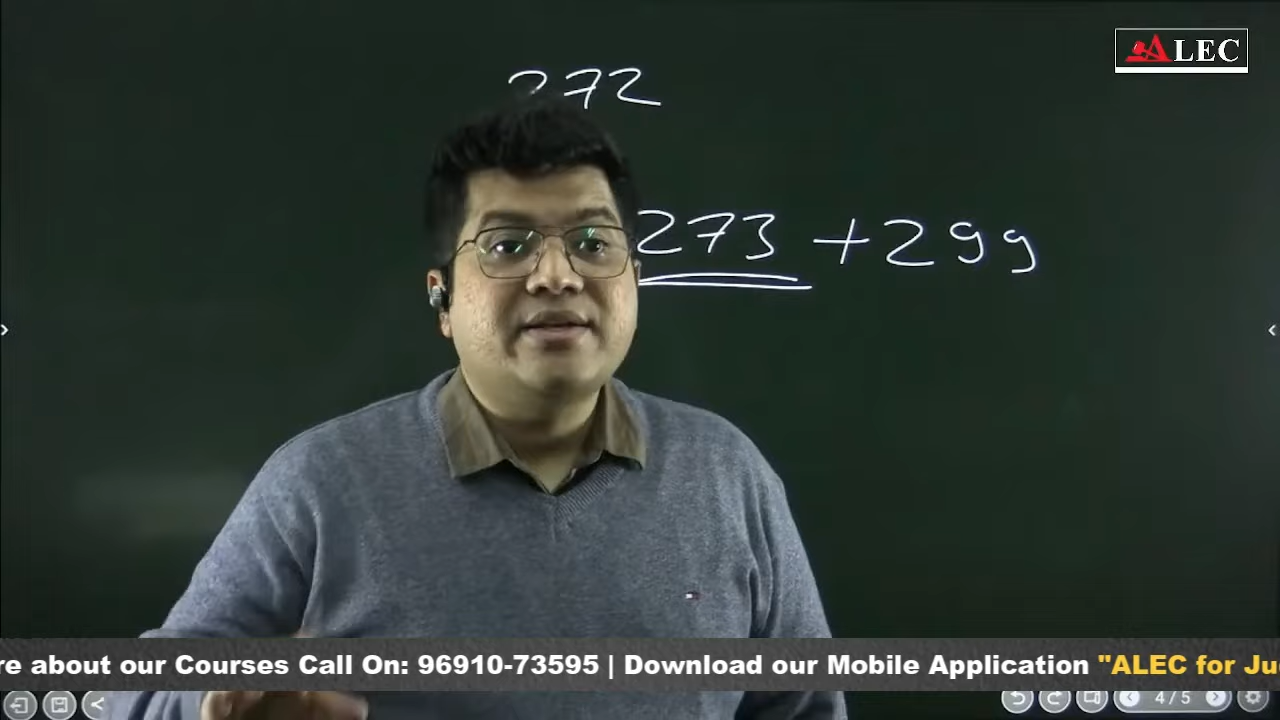 ALEC
272
273 + 299
re about our Courses Call On: 96910-73595 | Download our Mobile Application "ALEC for Ju
4 / 5